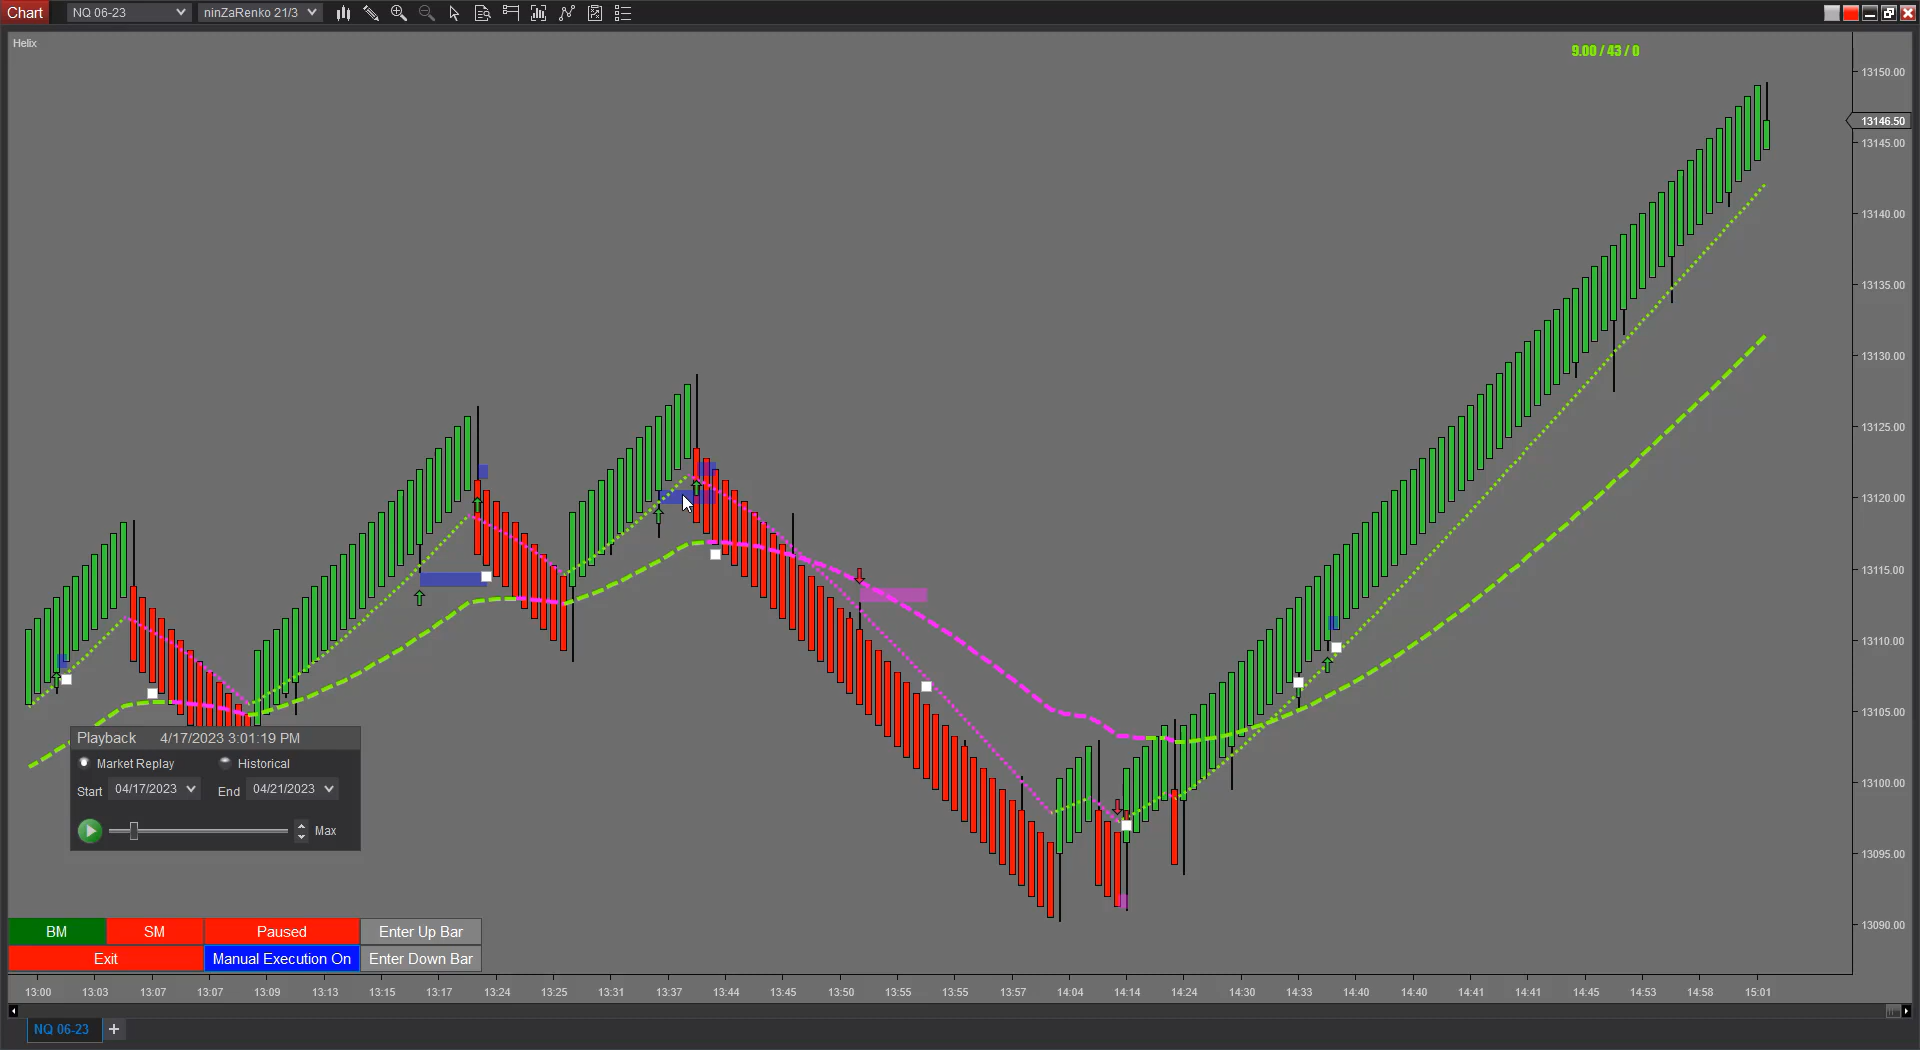 Chart NQ 06-23 ninZaRenko 21/3
Helix
9.00 / 43 / 0
13150.00
13146.50
13145.00
13140.00
13135.00
13130.00
13125.00
13120.00
13115.00
13110.00
13105.00
13100.00
13095.00
13090.00
Playback 4/17/2023 3:01:19 PM
Market Replay Historical
Start 04/17/2023 End 04/21/2023
Max
BM SM Paused Enter Up Bar
Exit Manual Execution On Enter Down Bar
13:00 13:03 13:07 13:07 13:09 13:13 13:15 13:17 13:24 13:25 13:31 13:37 13:44 13:45 13:50 13:55 13:55 13:57 14:04 14:14 14:24 14:30 14:33 14:40 14:40 14:41 14:41 14:45 14:53 14:58 15:01
NQ 06-23 +